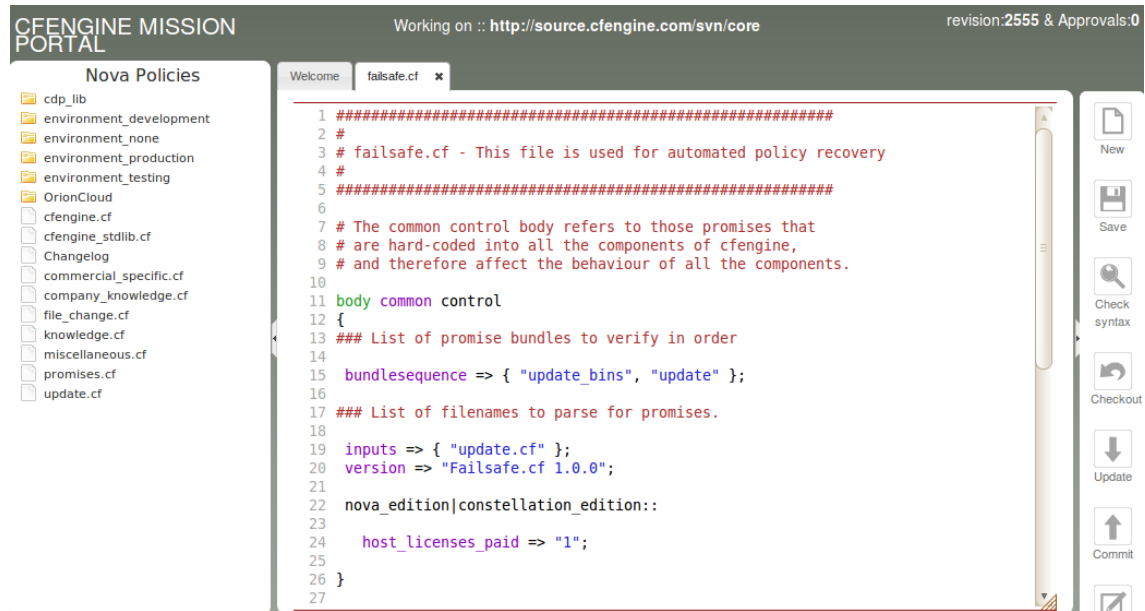 CFENGINE MISSION PORTAL
Working on :: http://source.cfengine.com/svn/core
revision:2555 & Approvals:0
Nova Policies
cdp_lib
environment_development
environment_none
environment_production
environment_testing
OrionCloud
cfengine.cf
cfengine_stdlib.cf
Changelog
commercial_specific.cf
company_knowledge.cf
file_change.cf
knowledge.cf
miscellaneous.cf
promises.cf
update.cf
Welcome
failsafe.cf ×
1 #########################################################
2 #
3 # failsafe.cf - This file is used for automated policy recovery
4 #
5 #########################################################
6
7 # The common control body refers to those promises that
8 # are hard-coded into all the components of cfengine,
9 # and therefore affect the behaviour of all the components.
10
11 body common control
12 {
13 ### List of promise bundles to verify in order
14
15  bundlesequence => { "update_bins", "update" };
16
17 ### List of filenames to parse for promises.
18
19  inputs => { "update.cf" };
20  version => "Failsafe.cf 1.0.0";
21
22  nova_edition|constellation_edition::
23
24    host_licenses_paid => "1";
25
26 }
27
New
Save
Check
syntax
Checkout
Update
Commit